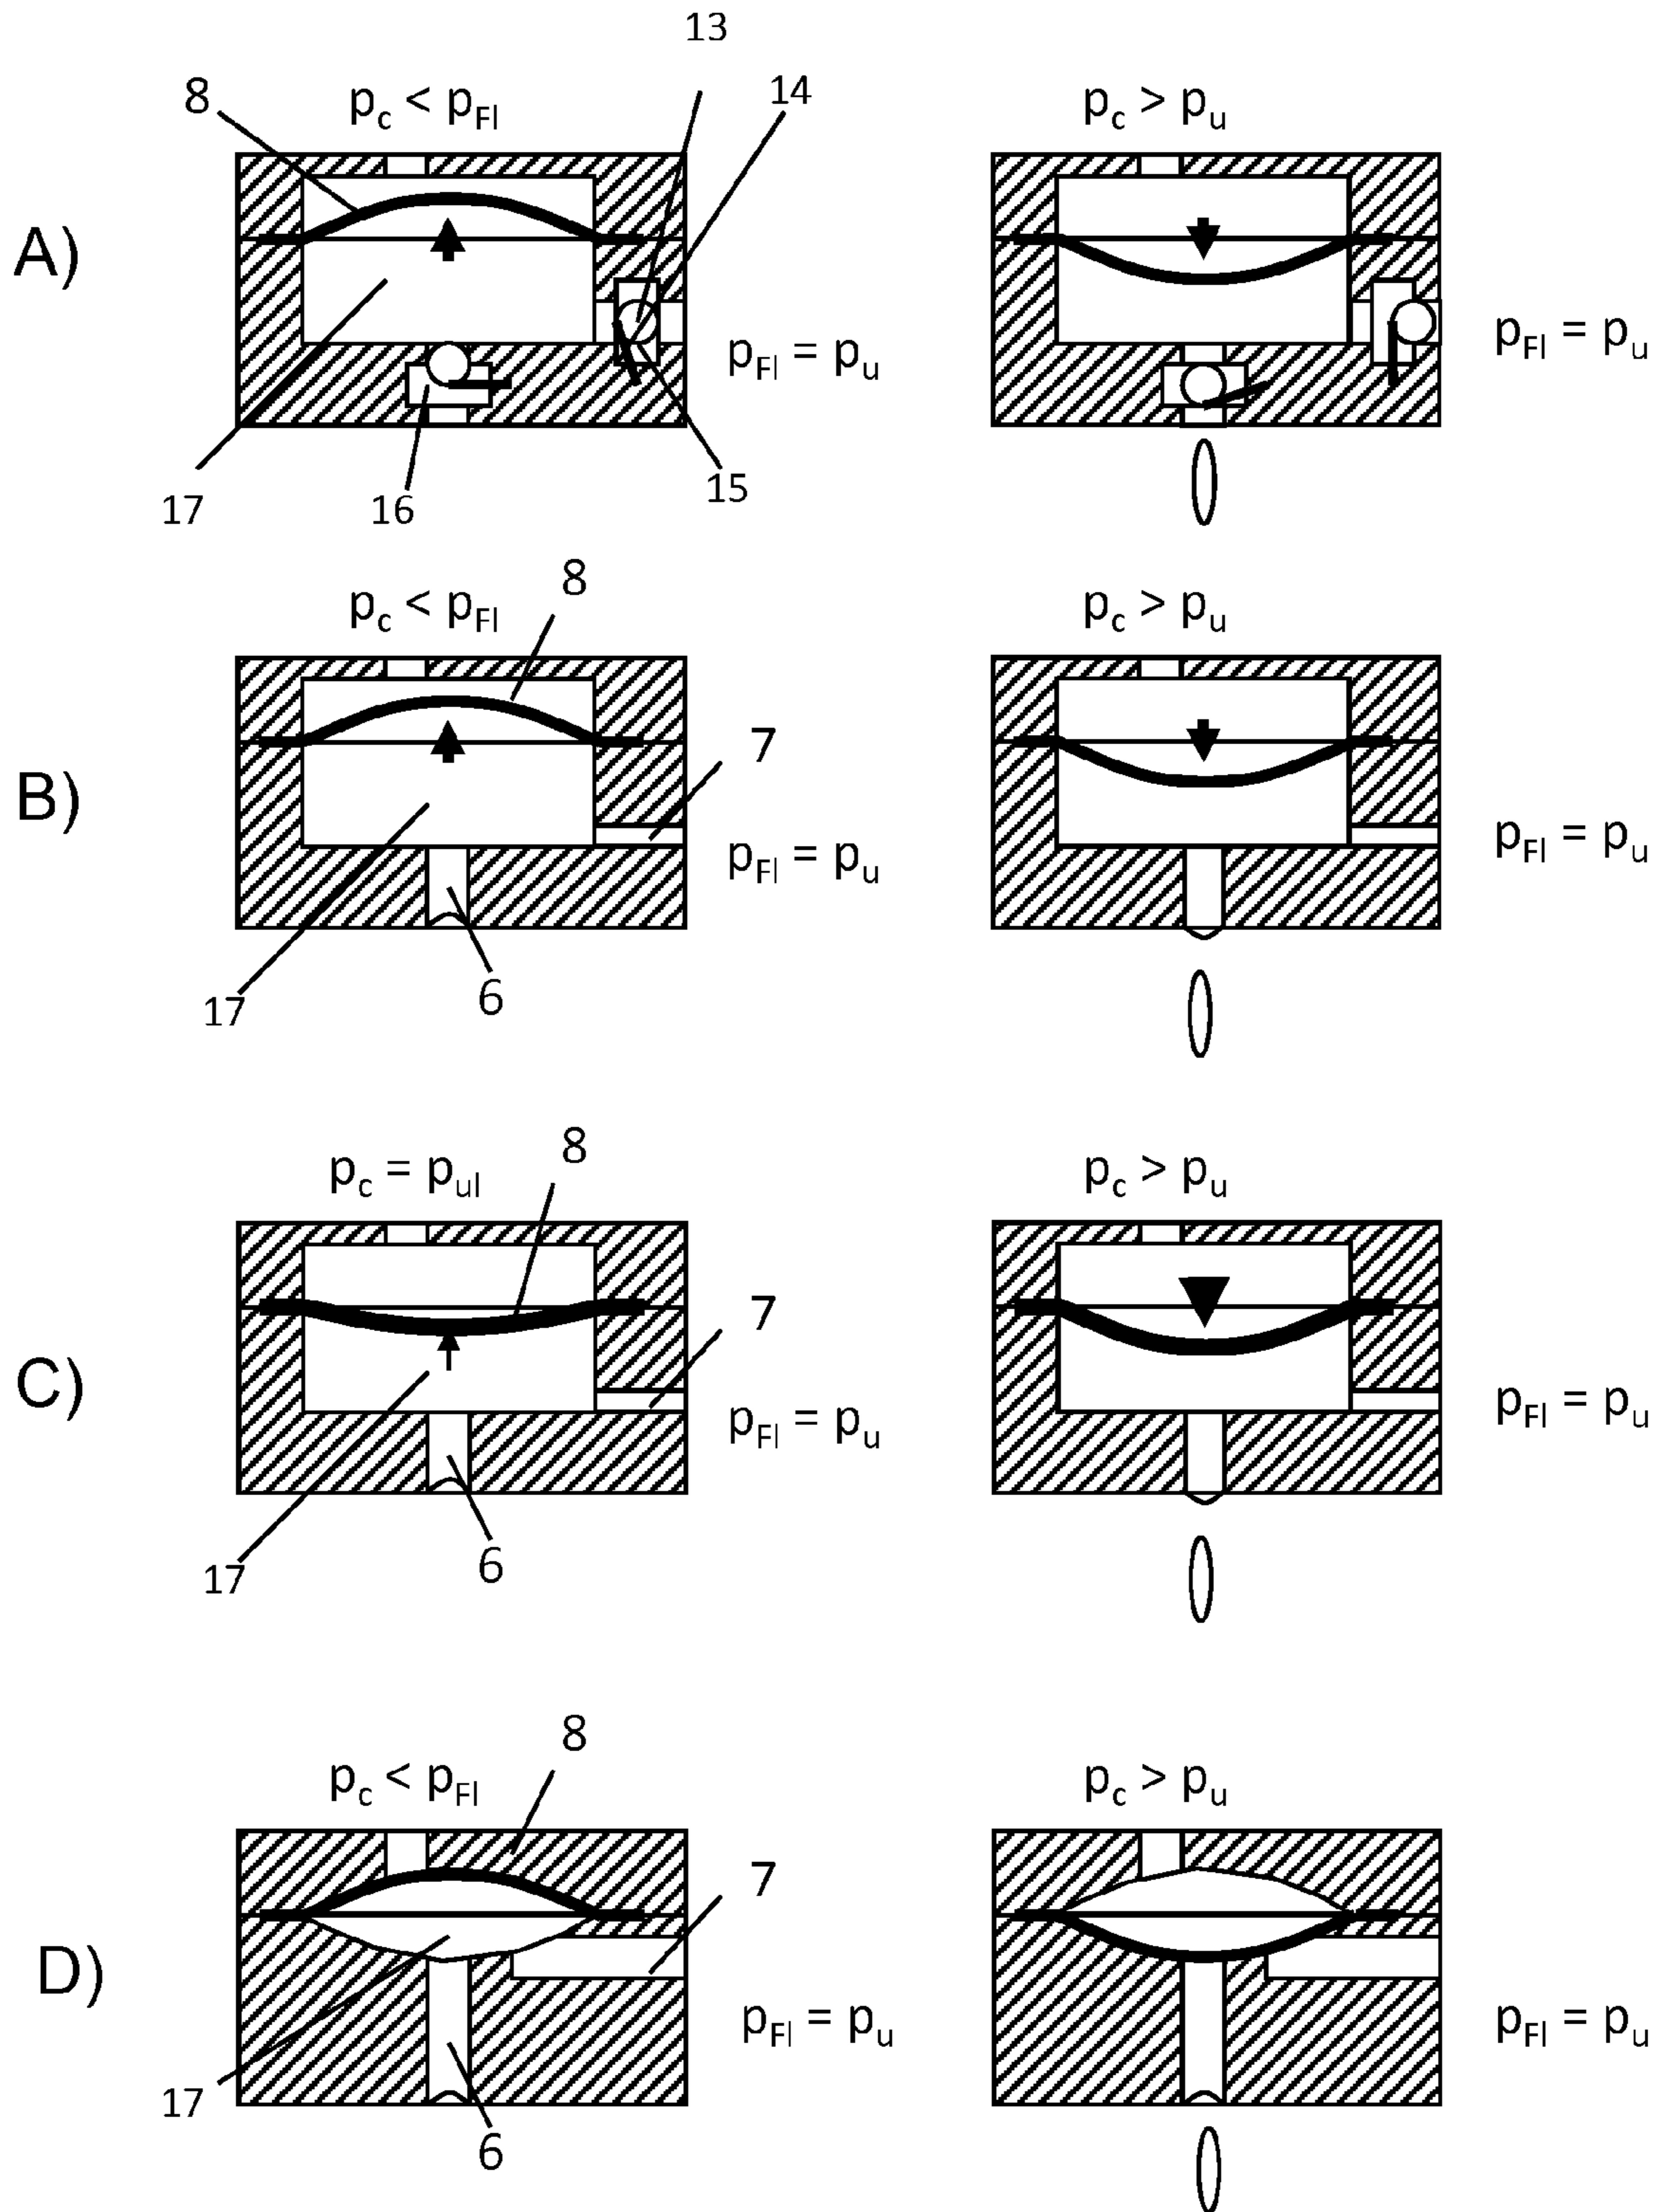 13
8
p_c < p_Fl
14
p_c > p_u
A)
p_Fl = p_u
p_Fl = p_u
17
16
15
p_c < p_Fl
8
p_c > p_u
7
B)
p_Fl = p_u
p_Fl = p_u
17
6
p_c = p_ul
8
p_c > p_u
7
C)
p_Fl = p_u
p_Fl = p_u
17
6
8
p_c < p_Fl
p_c > p_u
7
D)
p_Fl = p_u
p_Fl = p_u
17
6